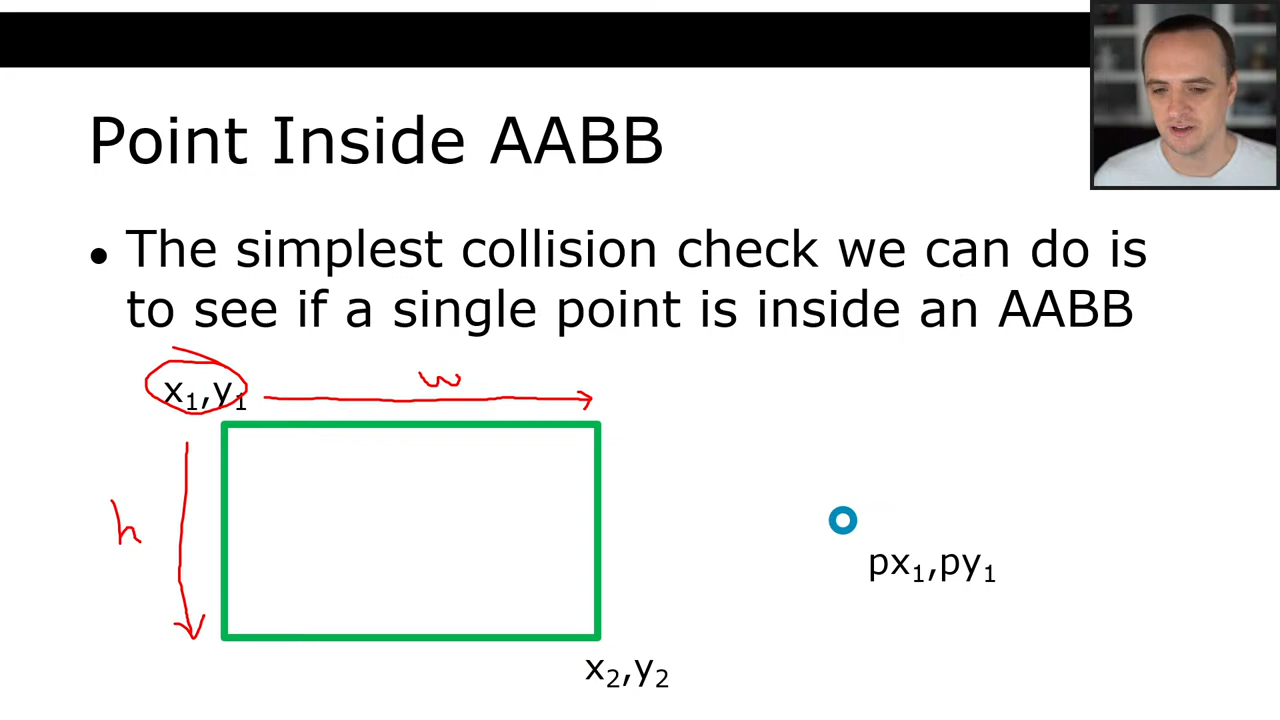 Point Inside AABB
• The simplest collision check we can do is
to see if a single point is inside an AABB
w
x₁,y₁
h
px₁,py₁
x₂,y₂